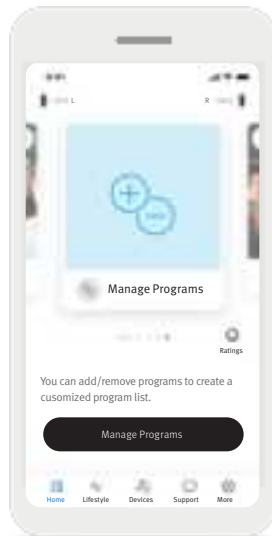 L R
Manage Programs
Ratings
You can add/remove programs to create a
cusomized program list.
Manage Programs
Home Lifestyle Devices Support More